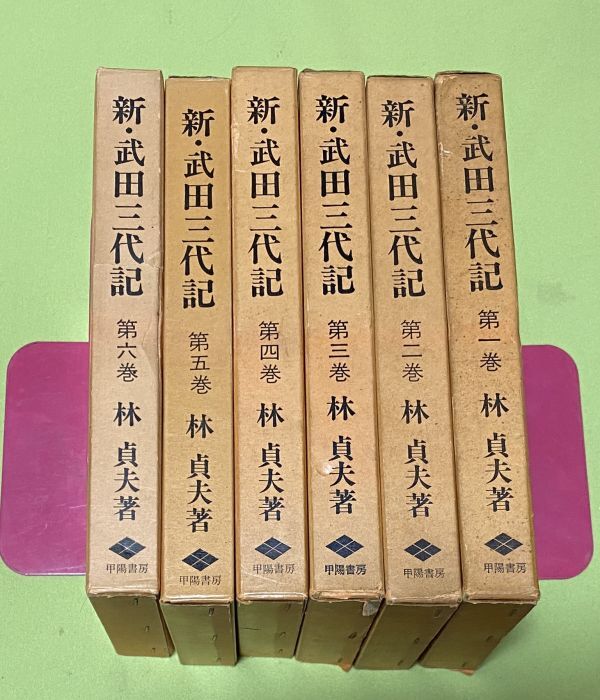 新・武田三代記 第一巻 林貞夫著
甲陽書房
新・武田三代記 第二巻 林貞夫著
甲陽書房
新・武田三代記 第三巻 林貞夫著
甲陽書房
新・武田三代記 第四巻 林貞夫著
甲陽書房
新・武田三代記 第五巻 林貞夫著
甲陽書房
新・武田三代記 第六巻 林貞夫著
甲陽書房